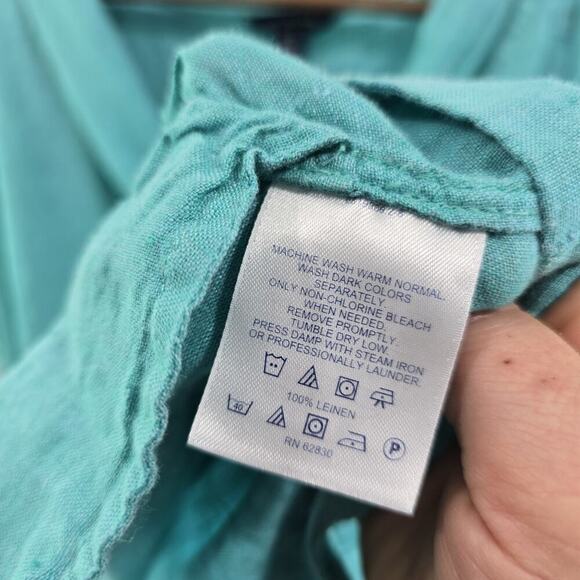 MACHINE WASH WARM NORMAL.
WASH DARK COLORS
SEPARATELY.
ONLY NON-CHLORINE BLEACH
WHEN NEEDED.
REMOVE PROMPTLY.
TUMBLE DRY LOW.
PRESS DAMP WITH STEAM IRON
OR PROFESSIONALLY LAUNDER.
100% LEINEN
40 P
RN 62830